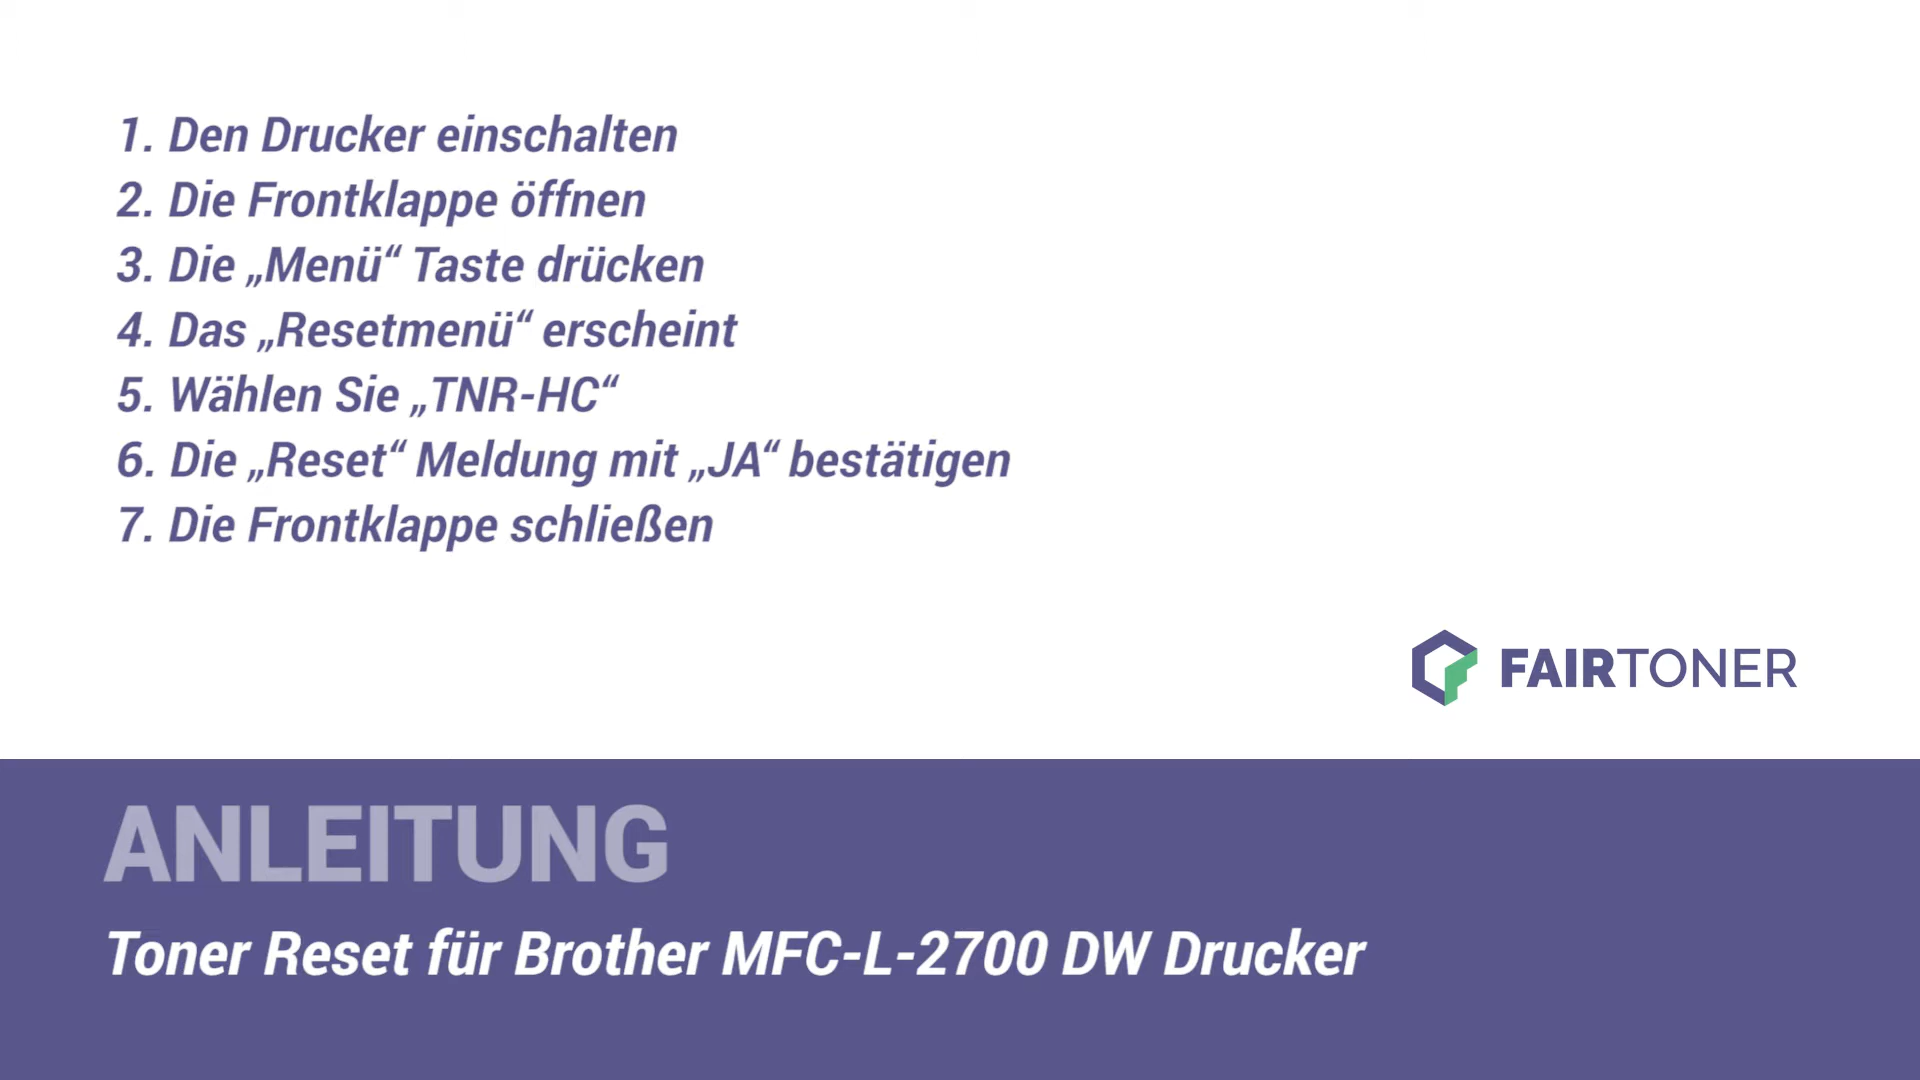 1. Den Drucker einschalten
2. Die Frontklappe öffnen
3. Die „Menü“ Taste drücken
4. Das „Resetmenü“ erscheint
5. Wählen Sie „TNR-HC“
6. Die „Reset“ Meldung mit „JA“ bestätigen
7. Die Frontklappe schließen
FAIRTONER
ANLEITUNG
Toner Reset für Brother MFC-L-2700 DW Drucker